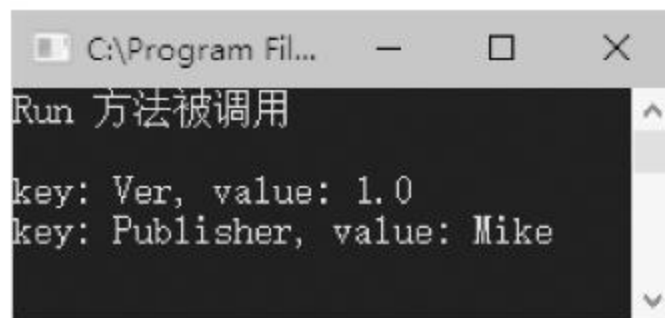 C:\Program Fil...
Run 方法被调用
key: Ver, value: 1.0
key: Publisher, value: Mike